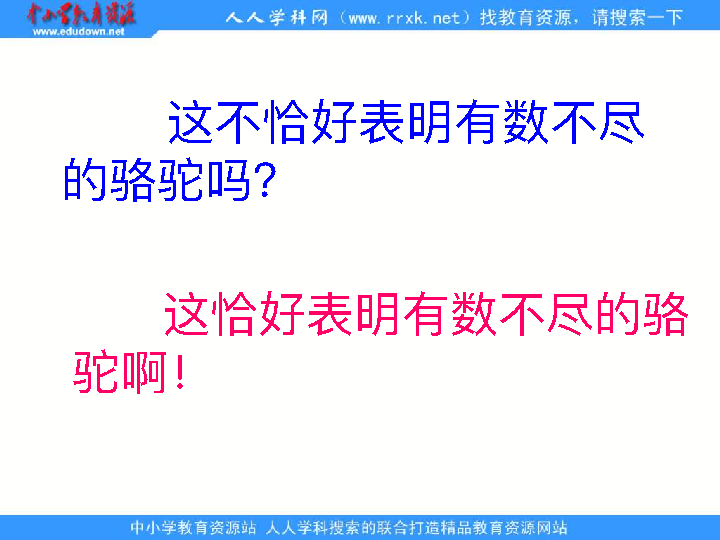 中小学教育资源 人人学科网（www.rrxk.net）找教育资源，请搜索一下
www.edudown.net
这不恰好表明有数不尽
的骆驼吗？
这恰好表明有数不尽的骆
驼啊！
中小学教育资源站 人人学科搜索的联合打造精品教育资源网站